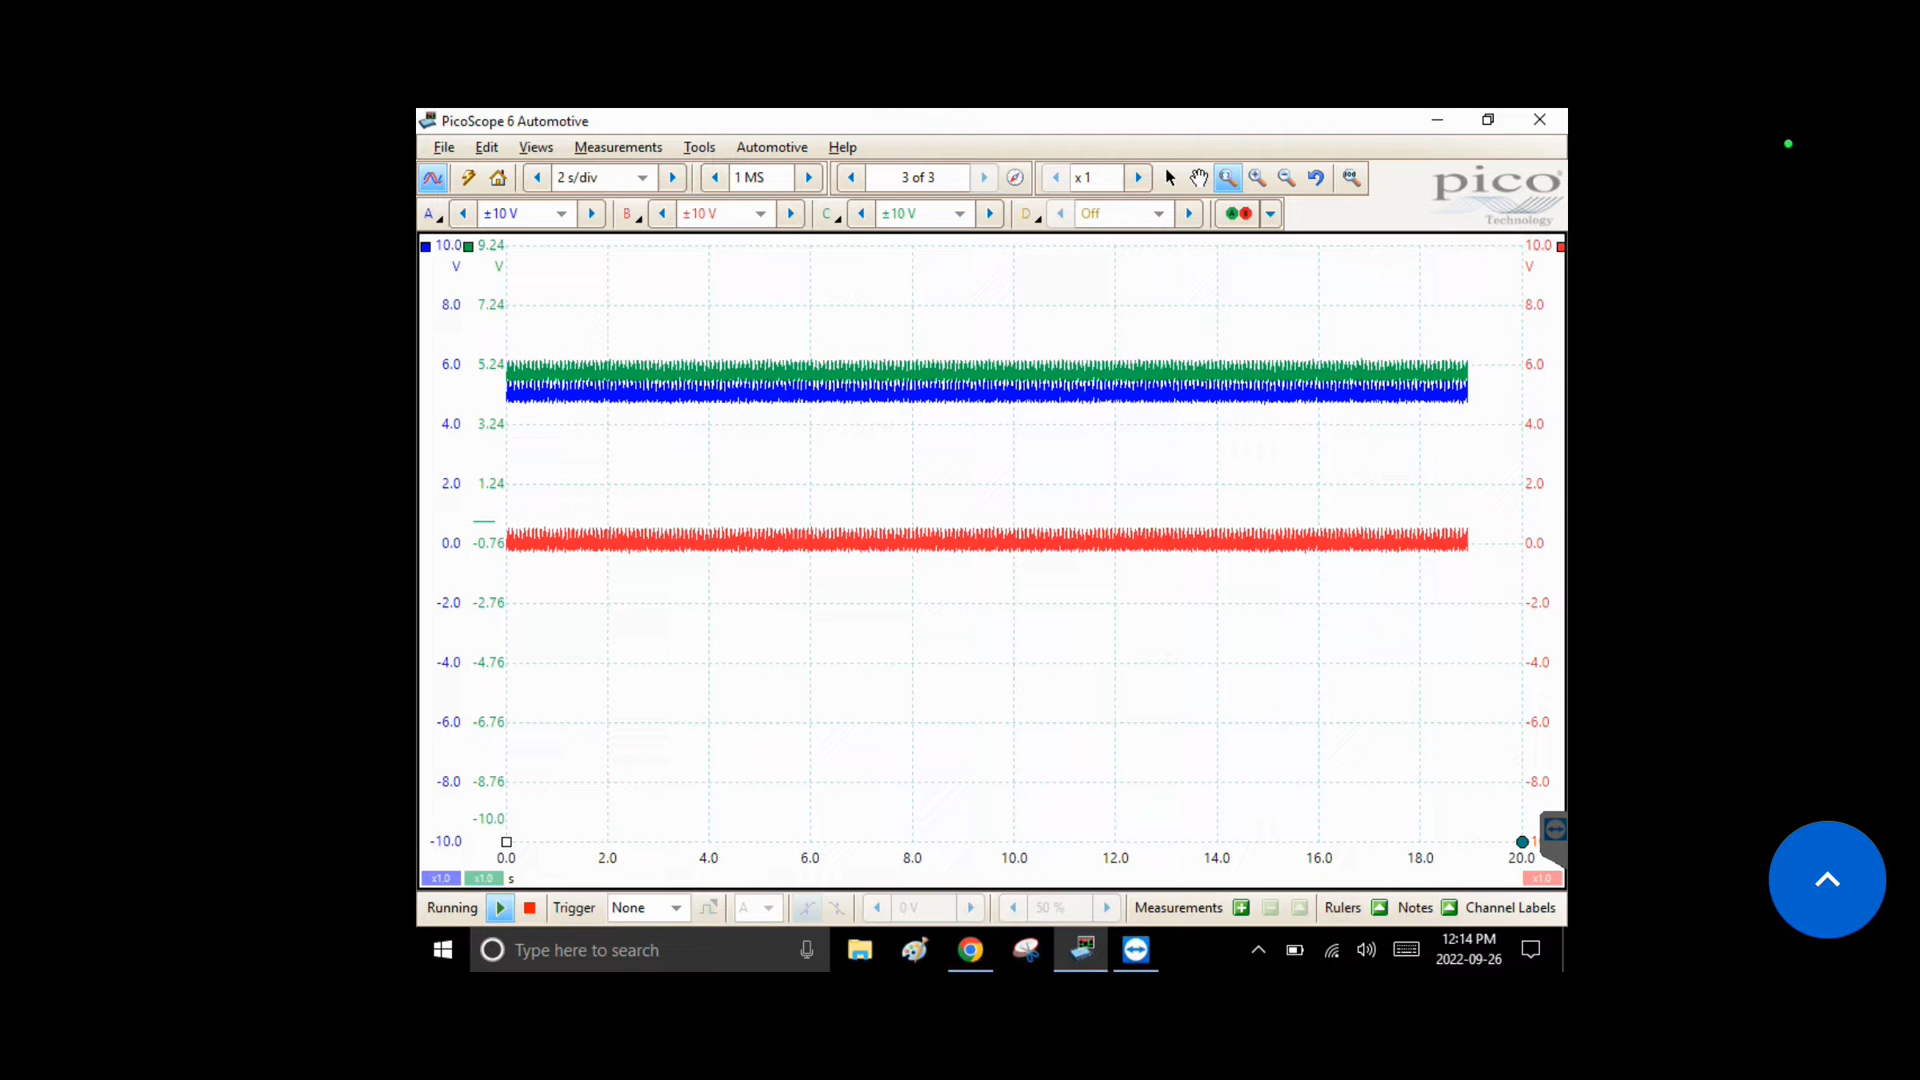 PicoScope 6 Automotive
File Edit Views Measurements Tools Automotive Help
2 s/div 1 MS 3 of 3 x 1
pico
Technology
A ±10 V B ±10 V C ±10 V D Off
10.0 9.24 10.0
V V V
8.0 7.24 8.0
6.0 5.24 6.0
4.0 3.24 4.0
2.0 1.24 2.0
0.0 -0.76 0.0
-2.0 -2.76 -2.0
-4.0 -4.76 -4.0
-6.0 -6.76 -6.0
-8.0 -8.76 -8.0
-10.0
-10.0
0.0 2.0 4.0 6.0 8.0 10.0 12.0 14.0 16.0 18.0 20.0
x1.0 x1.0 s x1.0
Running Trigger None A 0 V 50 % Measurements Rulers Notes Channel Labels
Type here to search
12:14 PM
2022-09-26